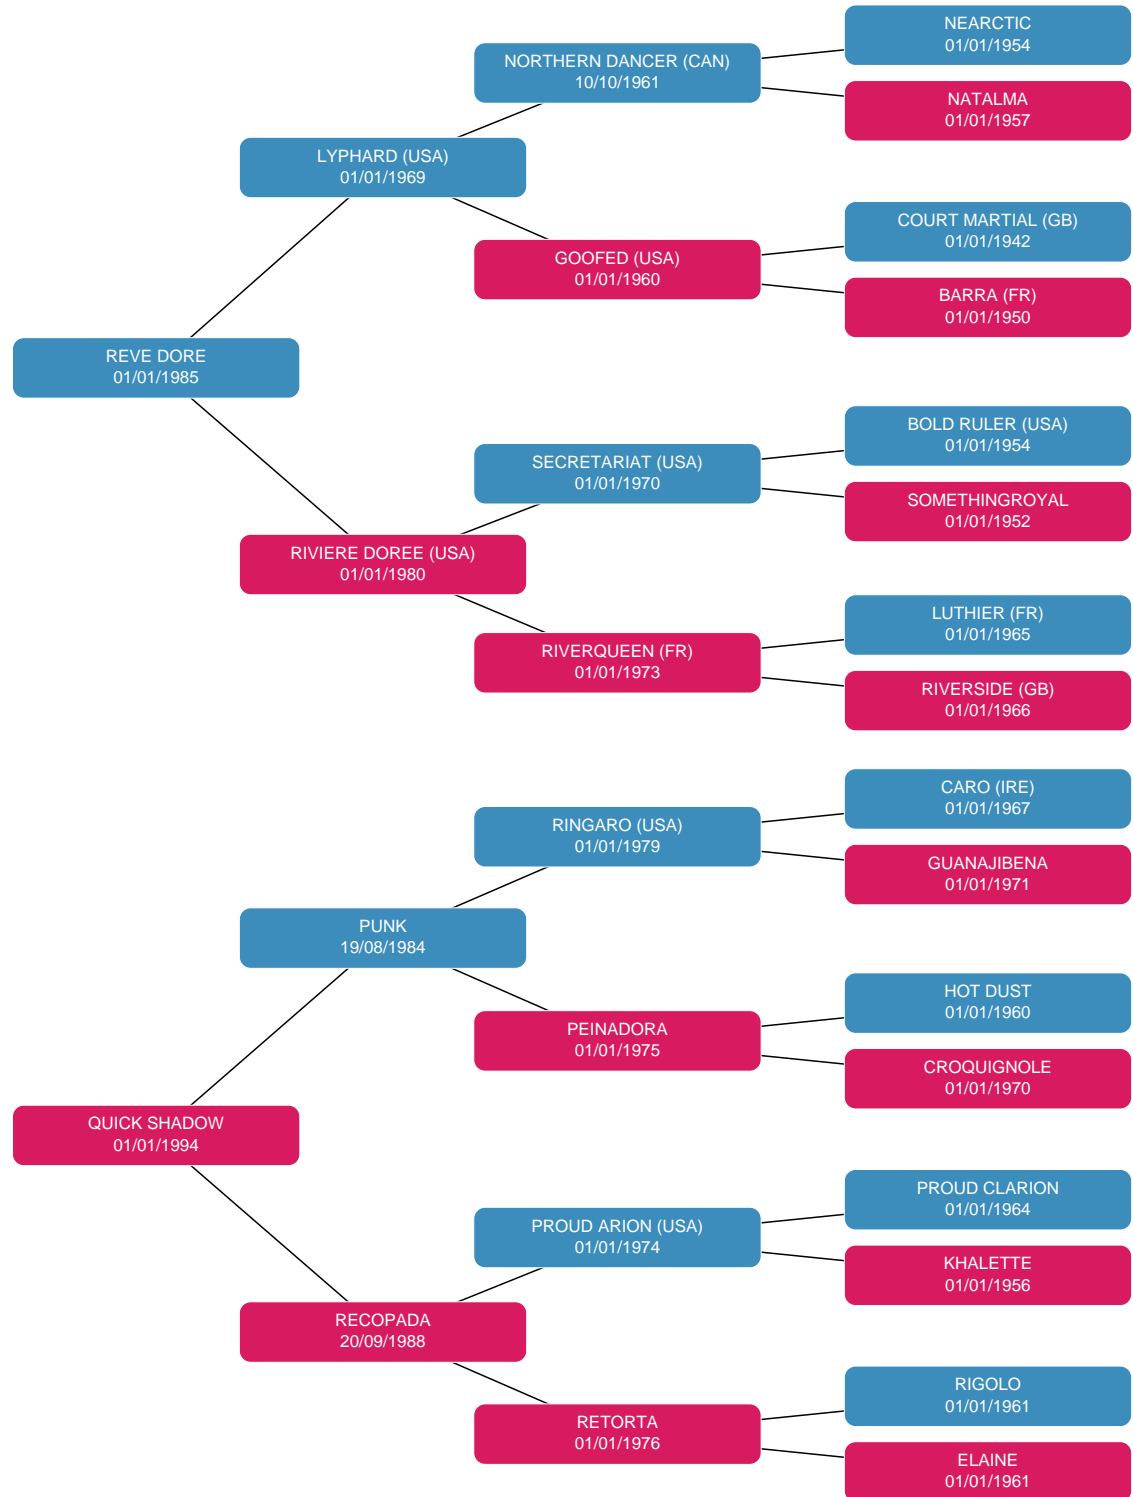 NEARCTIC
01/01/1954
NORTHERN DANCER (CAN)
10/10/1961
NATALMA
01/01/1957
LYPHARD (USA)
01/01/1969
COURT MARTIAL (GB)
01/01/1942
GOOFED (USA)
01/01/1960
BARRA (FR)
01/01/1950
REVE DORE
01/01/1985
BOLD RULER (USA)
01/01/1954
SECRETARIAT (USA)
01/01/1970
SOMETHINGROYAL
01/01/1952
RIVIERE DOREE (USA)
01/01/1980
LUTHIER (FR)
01/01/1965
RIVERQUEEN (FR)
01/01/1973
RIVERSIDE (GB)
01/01/1966
CARO (IRE)
01/01/1967
RINGARO (USA)
01/01/1979
GUANAJIBENA
01/01/1971
PUNK
19/08/1984
HOT DUST
01/01/1960
PEINADORA
01/01/1975
CROQUIGNOLE
01/01/1970
QUICK SHADOW
01/01/1994
PROUD CLARION
01/01/1964
PROUD ARION (USA)
01/01/1974
KHALETTE
01/01/1956
RECOPADA
20/09/1988
RIGOLO
01/01/1961
RETORTA
01/01/1976
ELAINE
01/01/1961